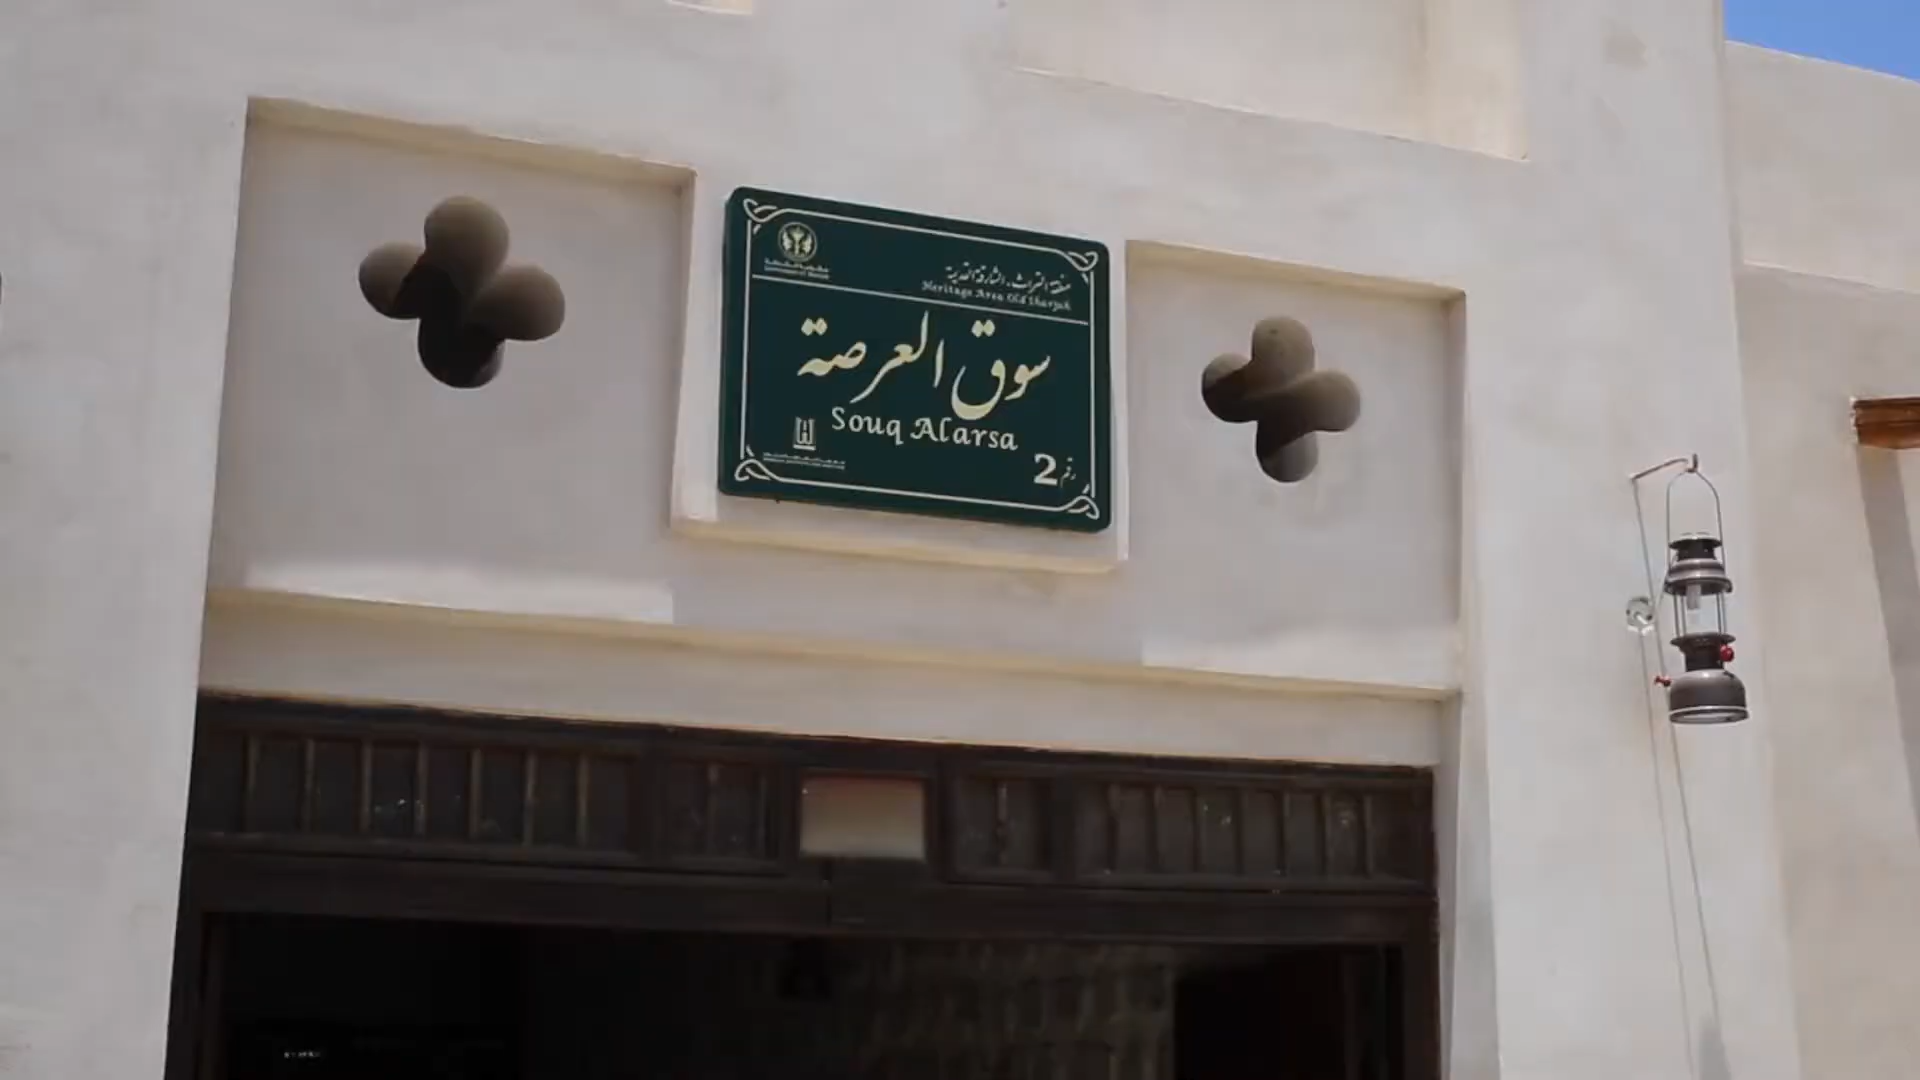 منطقة التراث، الشارقة القديمة
Heritage Area Old Sharjah
سوق العرصة
Souq Alarsa
رقم 2